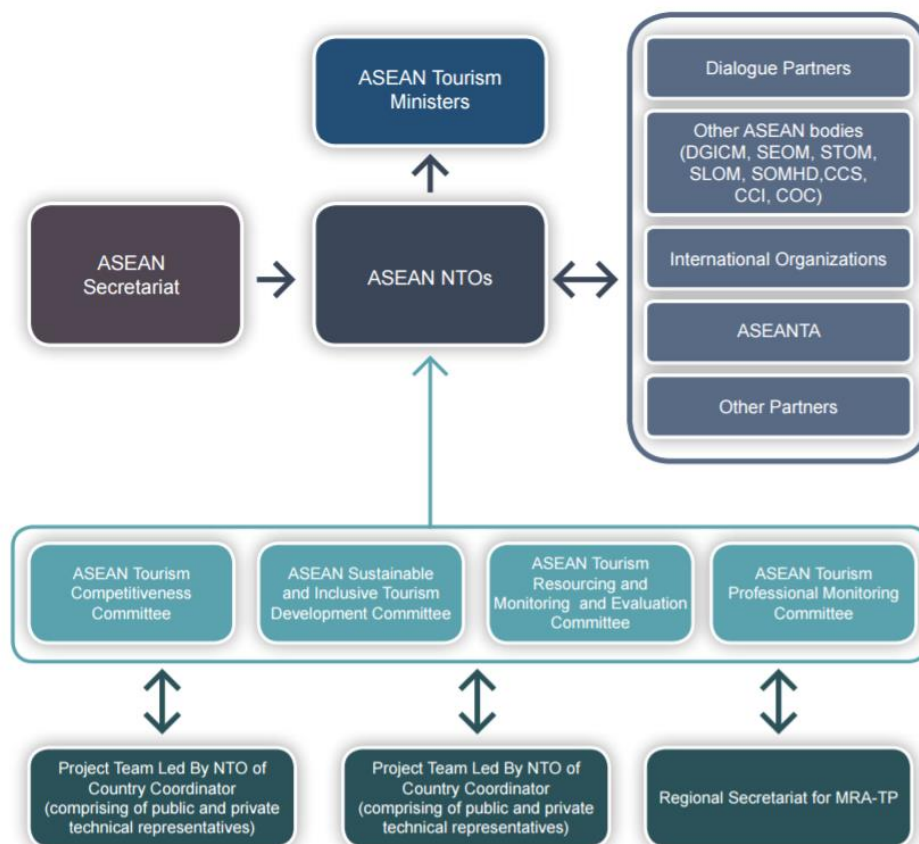 ASEAN Tourism
Ministers
ASEAN
Secretariat
ASEAN NTOs
Dialogue Partners
Other ASEAN bodies
(DGICM, SEOM, STOM,
SLOM, SOMHD,CCS,
CCI, COC)
International Organizations
ASEANTA
Other Partners
ASEAN Tourism
Competitiveness
Committee
ASEAN Sustainable
and Inclusive Tourism
Development Committee
ASEAN Tourism
Resourcing and
Monitoring and Evaluation
Committee
ASEAN Tourism
Professional Monitoring
Committee
Project Team Led By NTO of
Country Coordinator
(comprising of public and private
technical representatives)
Project Team Led By NTO of
Country Coordinator
(comprising of public and private
technical representatives)
Regional Secretariat for MRA-TP